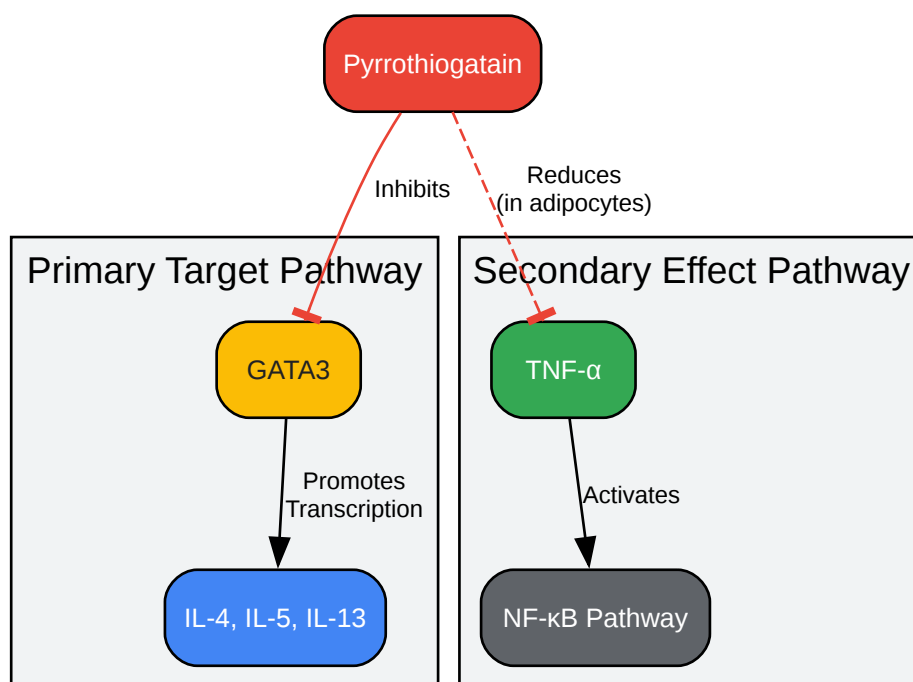 Pyrrothiogatain
Inhibits
Reduces
(in adipocytes)
Primary Target Pathway
Secondary Effect Pathway
GATA3
TNF-α
Promotes
Transcription
Activates
IL-4, IL-5, IL-13
NF-κB Pathway